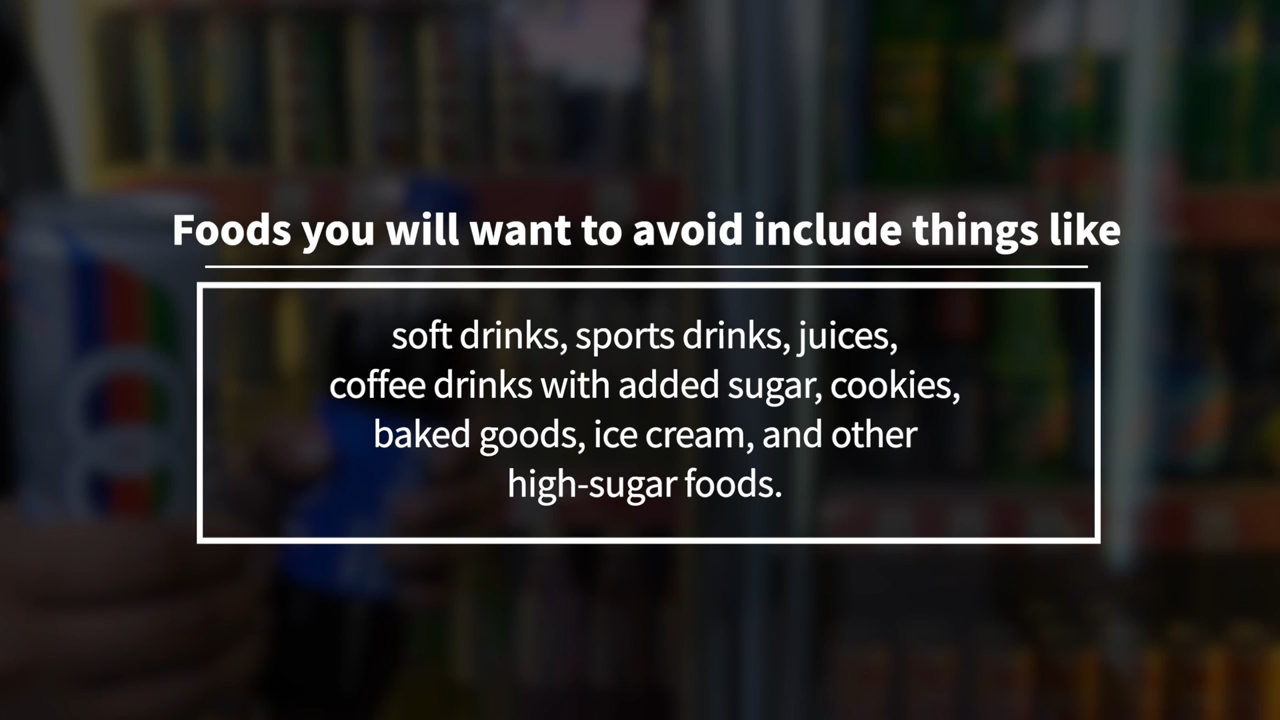 Foods you will want to avoid include things like
soft drinks, sports drinks, juices,
coffee drinks with added sugar, cookies,
baked goods, ice cream, and other
high-sugar foods.